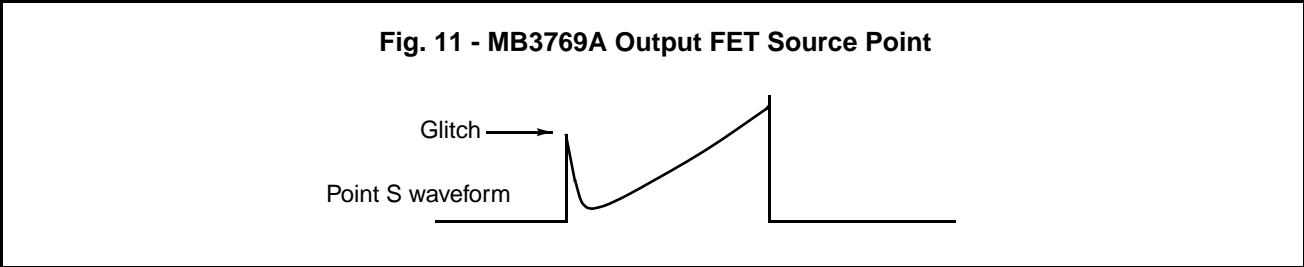 Fig. 11 - MB3769A Output FET Source Point
Glitch
Point S waveform